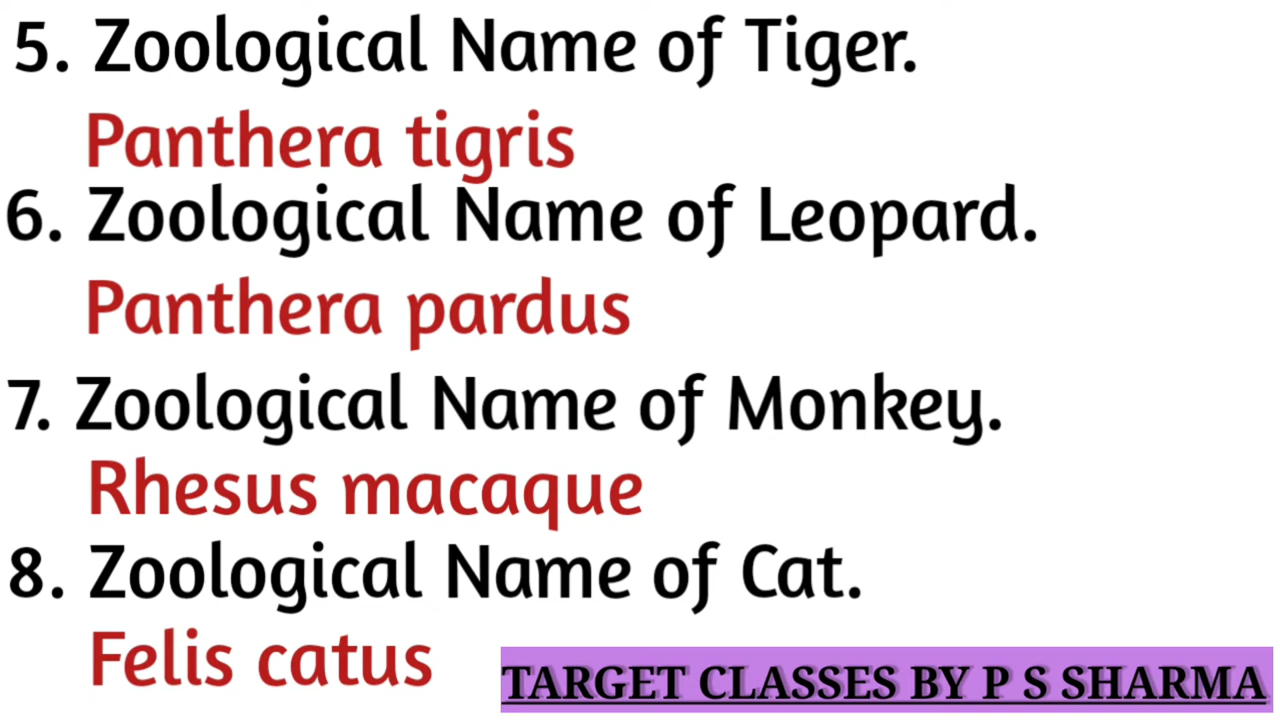 5. Zoological Name of Tiger.
Panthera tigris
6. Zoological Name of Leopard.
Panthera pardus
7. Zoological Name of Monkey.
Rhesus macaque
8. Zoological Name of Cat.
Felis catus
TARGET CLASSES BY P S SHARMA